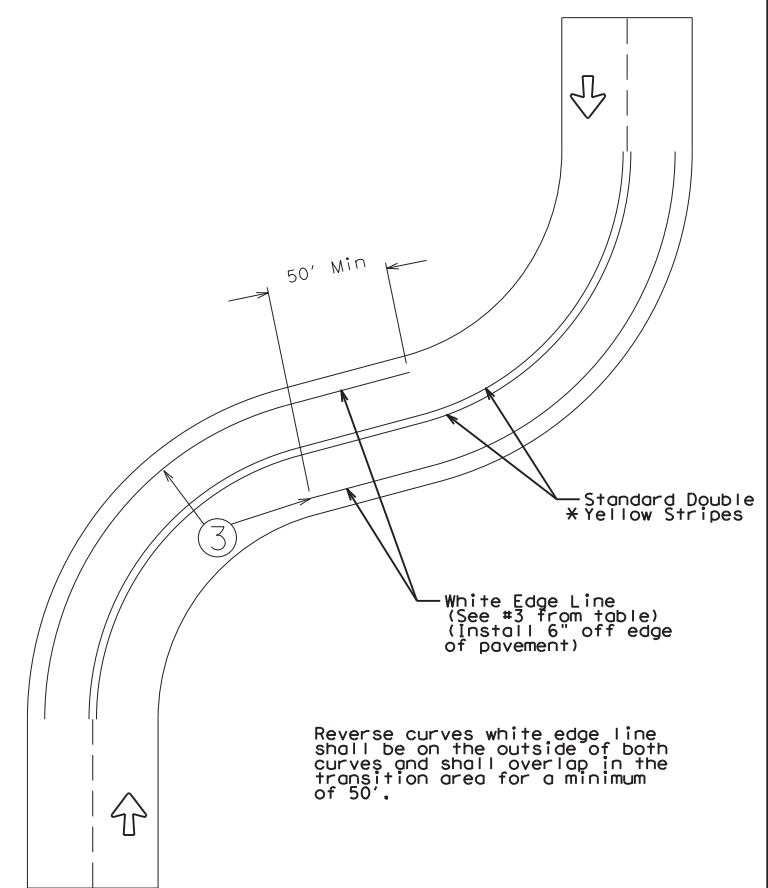 50' Min
3
Standard Double
* Yellow Stripes
White Edge Line
(See #3 from table)
(Install 6" off edge
of pavement)
Reverse curves white edge line
shall be on the outside of both
curves and shall overlap in the
transition area for a minimum
of 50'.